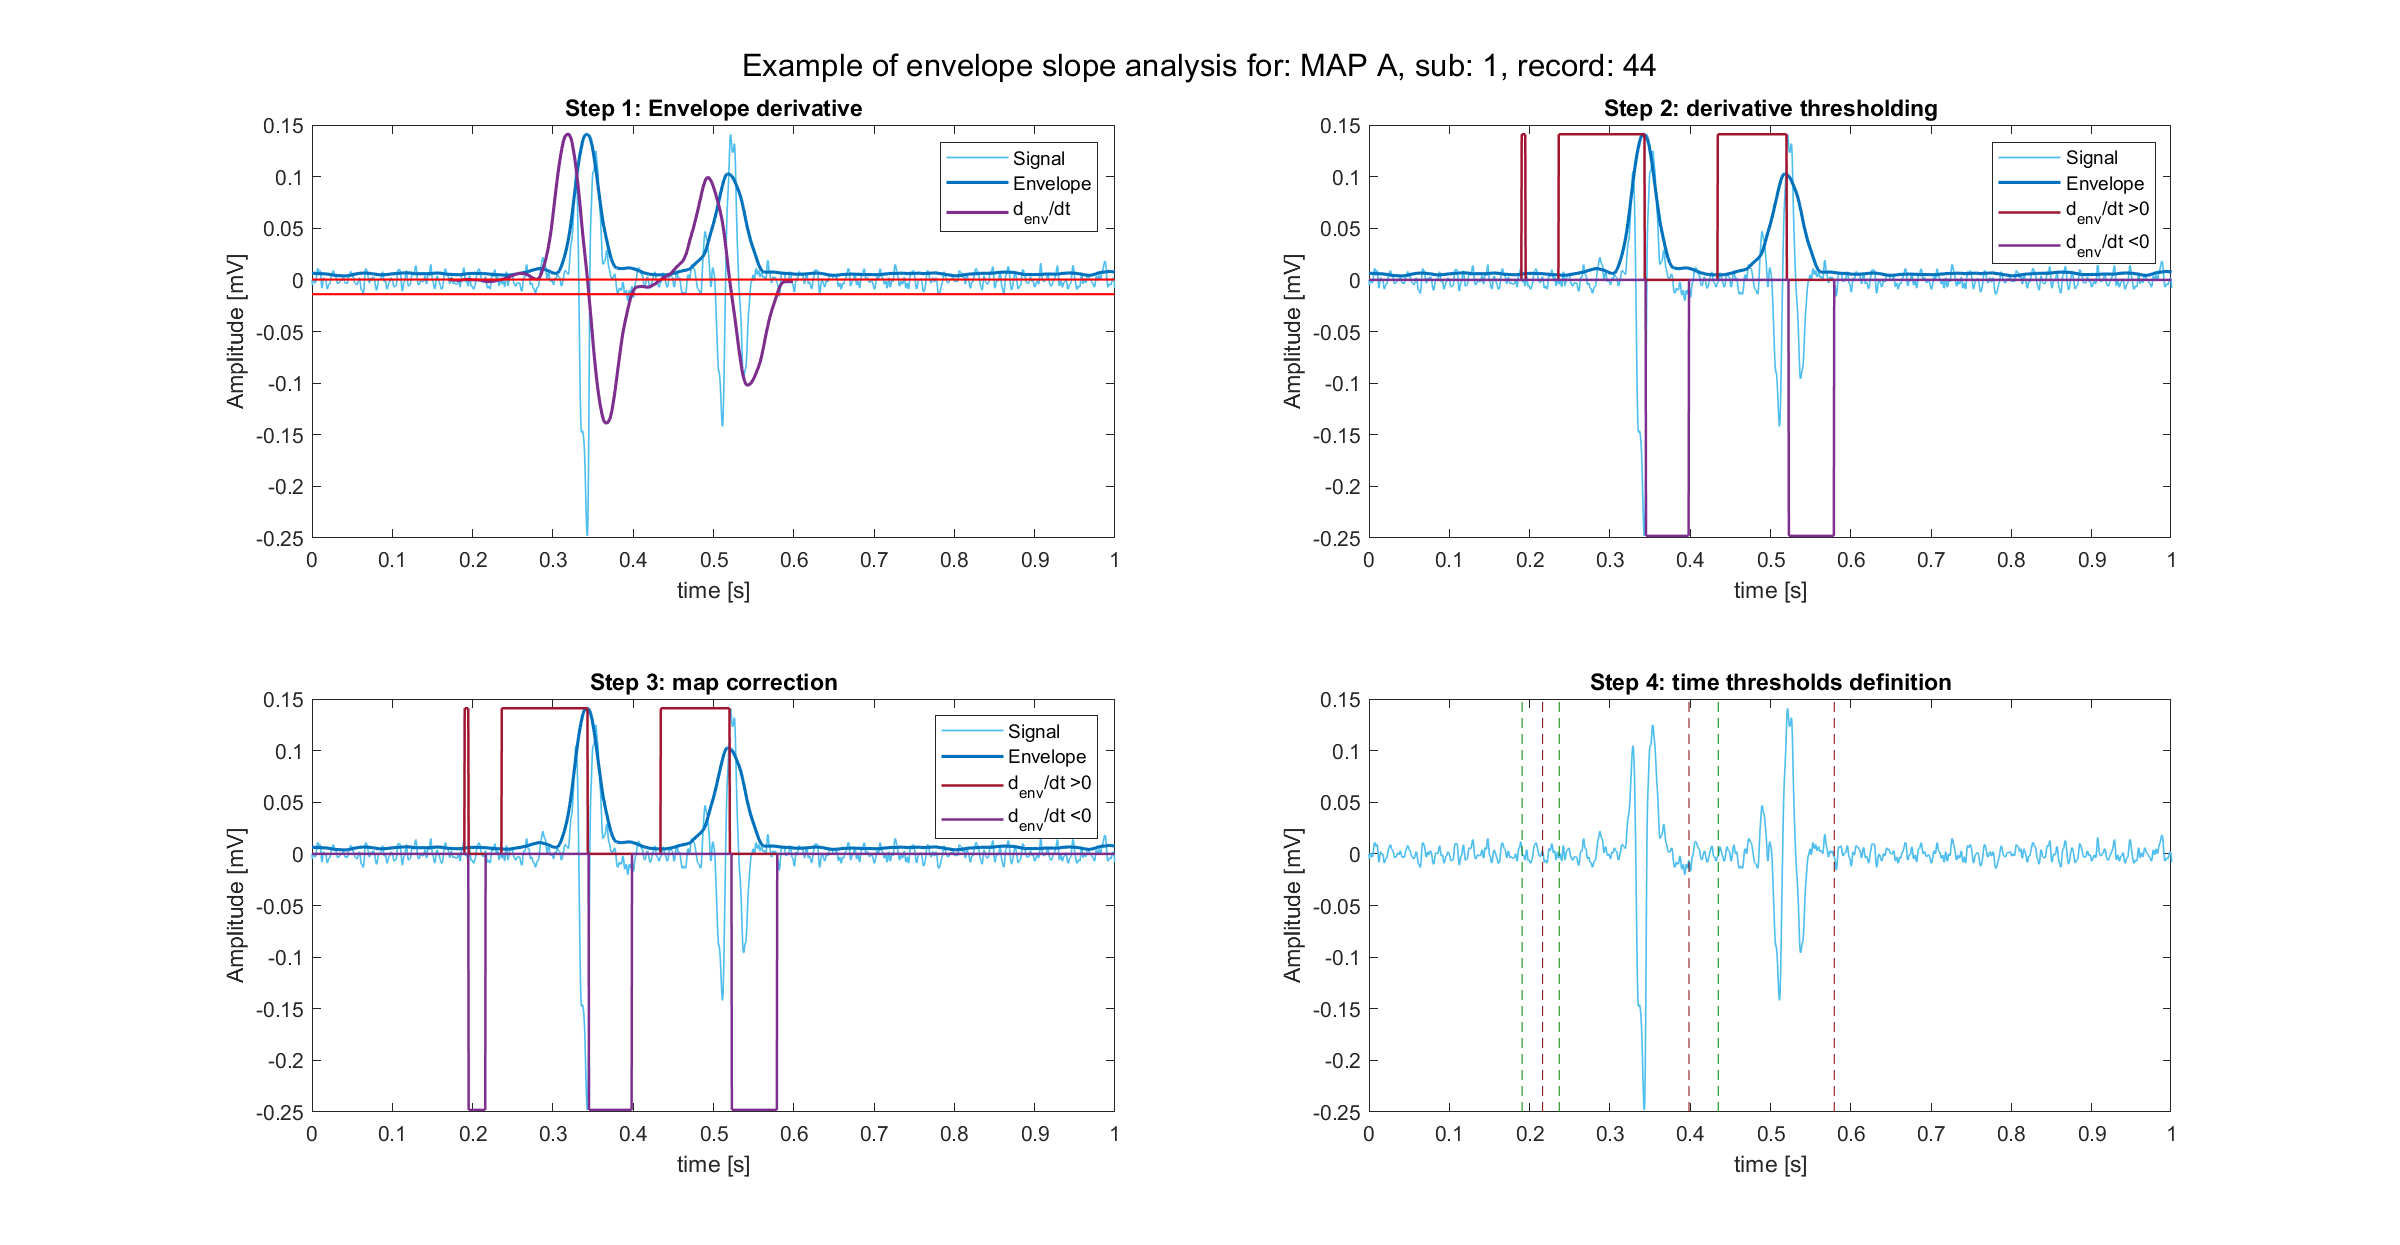 Example of envelope slope analysis for: MAP A, sub: 1, record: 44
Step 1: Envelope derivative
0.15
0.1
0.05
0
-0.05
-0.1
-0.15
-0.2
-0.25
Amplitude [mV]
0 0.1 0.2 0.3 0.4 0.5 0.6 0.7 0.8 0.9 1
time [s]
Signal
Envelope
d_env/dt
Step 2: derivative thresholding
0.15
0.1
0.05
0
-0.05
-0.1
-0.15
-0.2
-0.25
Amplitude [mV]
0 0.1 0.2 0.3 0.4 0.5 0.6 0.7 0.8 0.9 1
time [s]
Signal
Envelope
d_env/dt >0
d_env/dt <0
Step 3: map correction
0.15
0.1
0.05
0
-0.05
-0.1
-0.15
-0.2
-0.25
Amplitude [mV]
0 0.1 0.2 0.3 0.4 0.5 0.6 0.7 0.8 0.9 1
time [s]
Signal
Envelope
d_env/dt >0
d_env/dt <0
Step 4: time thresholds definition
0.15
0.1
0.05
0
-0.05
-0.1
-0.15
-0.2
-0.25
Amplitude [mV]
0 0.1 0.2 0.3 0.4 0.5 0.6 0.7 0.8 0.9 1
time [s]